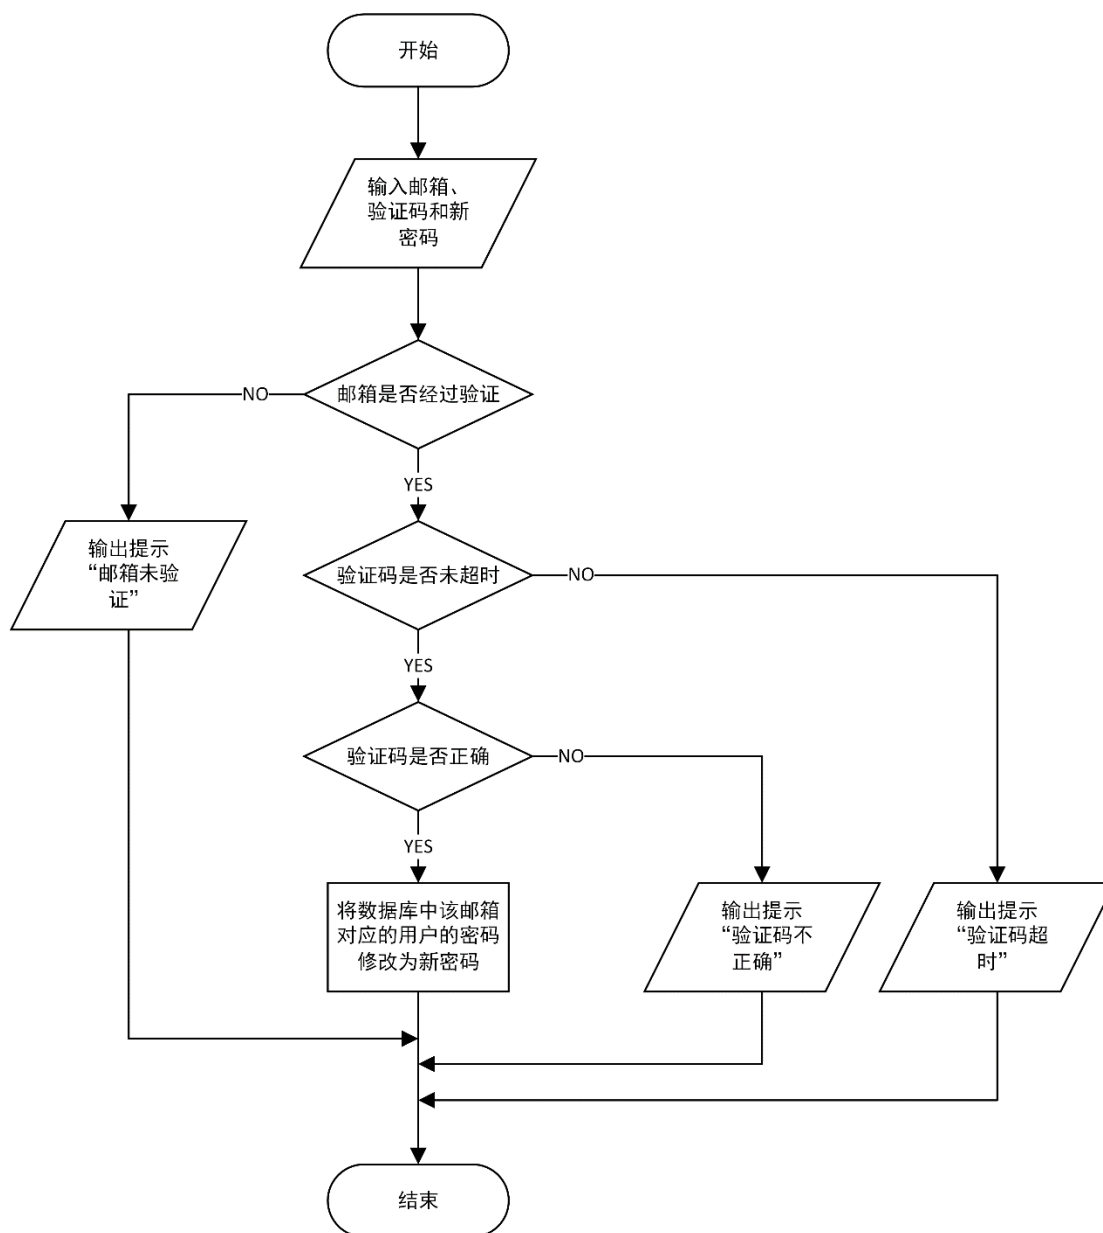 开始
输入邮箱、
验证码和新
密码
邮箱是否经过验证
NO
YES
输出提示
“邮箱未验
证”
验证码是否未超时
NO
YES
验证码是否正确
NO
YES
将数据库中该邮箱
对应的用户的密码
修改为新密码
输出提示
“验证码不
正确”
输出提示
“验证码超
时”
结束